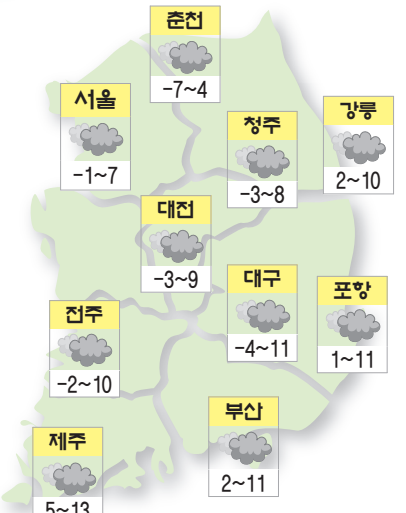 춘천
-7~4
서울
-1~7
청주
-3~8
강릉
2~10
대전
-3~9
대구
-4~11
포항
1~11
전주
-2~10
부산
2~11
제주
5~13